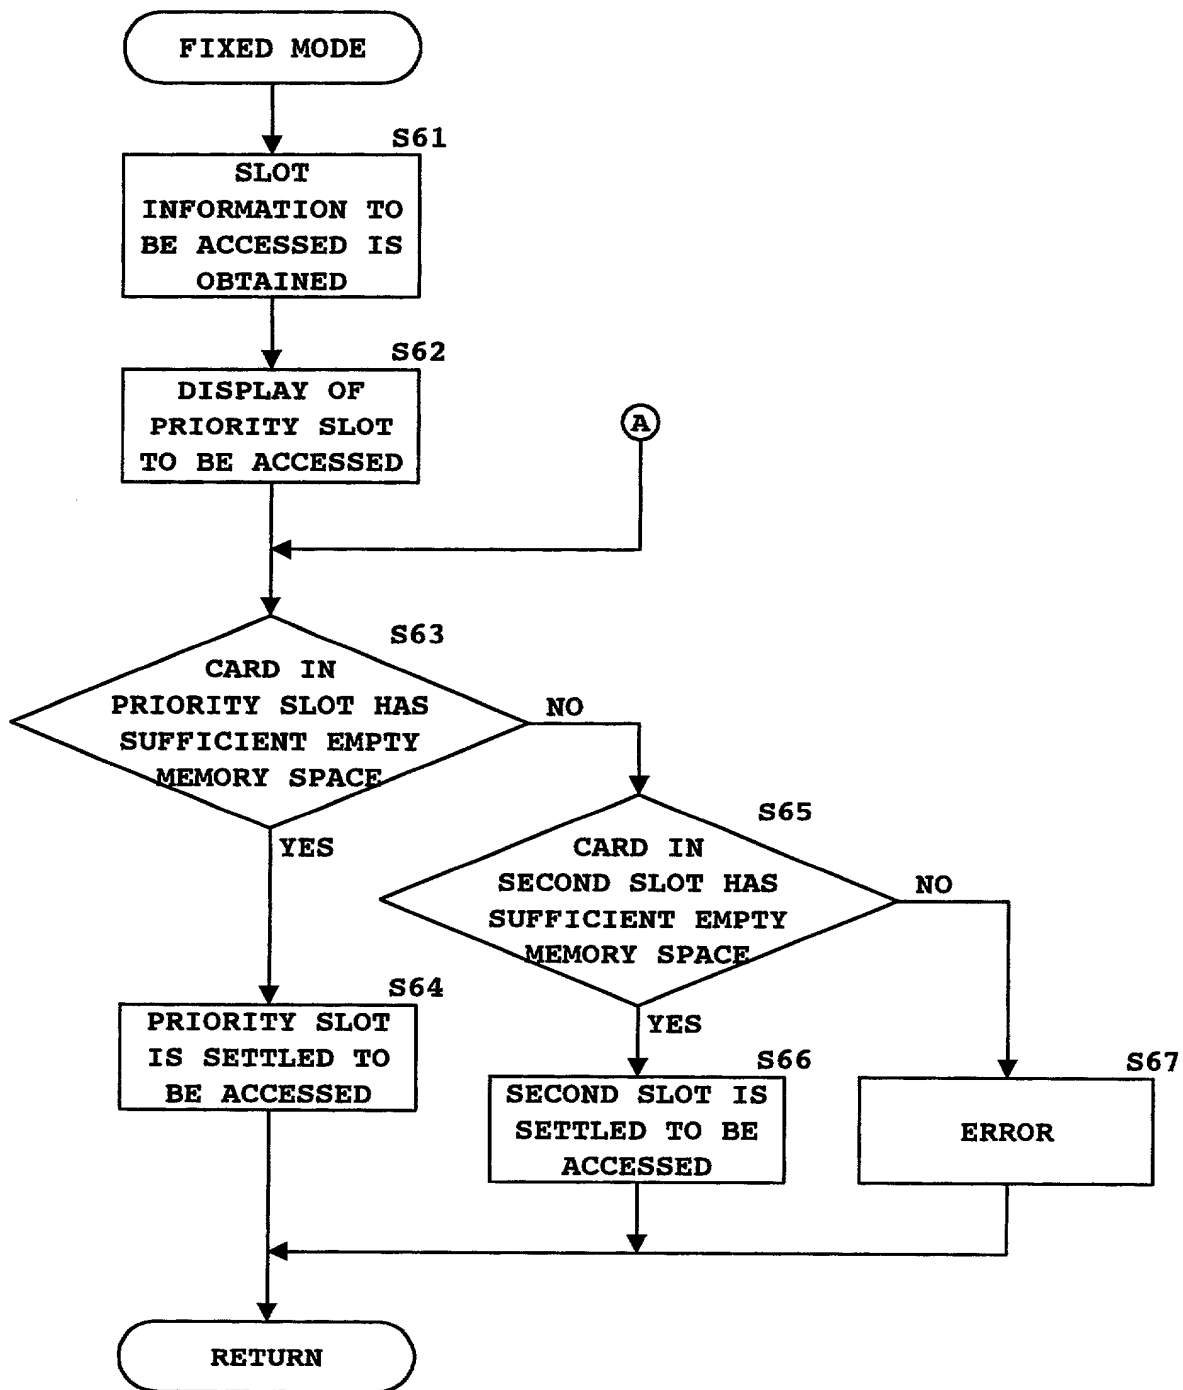 FIXED MODE
S61
SLOT
INFORMATION TO
BE ACCESSED IS
OBTAINED
S62
DISPLAY OF
PRIORITY SLOT
TO BE ACCESSED
A
S63
CARD IN
PRIORITY SLOT HAS
SUFFICIENT EMPTY
MEMORY SPACE
NO
YES
S65
CARD IN
SECOND SLOT HAS
SUFFICIENT EMPTY
MEMORY SPACE
NO
YES
S64
PRIORITY SLOT
IS SETTLED TO
BE ACCESSED
S66
SECOND SLOT IS
SETTLED TO BE
ACCESSED
S67
ERROR
RETURN